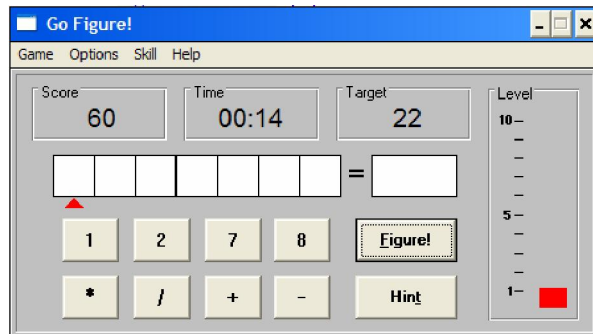 Go Figure!
Game Options Skill Help
Score Time Target Level
60 00:14 22 10
=
5
1 2 7 8 Figure!
* / + - Hint 1